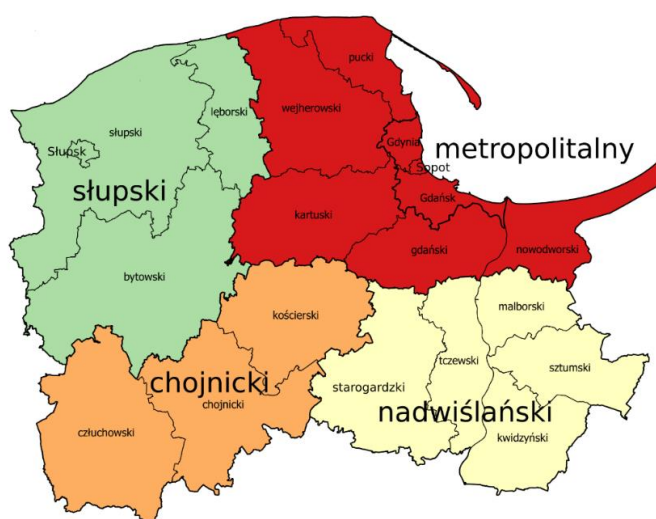 pucki
słupski
lęborski
wejherowski
Słupsk
Gdynia
metropolitalny
Sopot
słupski
Gdańsk
kartuski
gdański
nowodworski
bytowski
malborski
kościerski
tczewski
sztumski
chojnicki
starogardzki
chojnicki
nadwiślański
człuchowski
kwidzyński